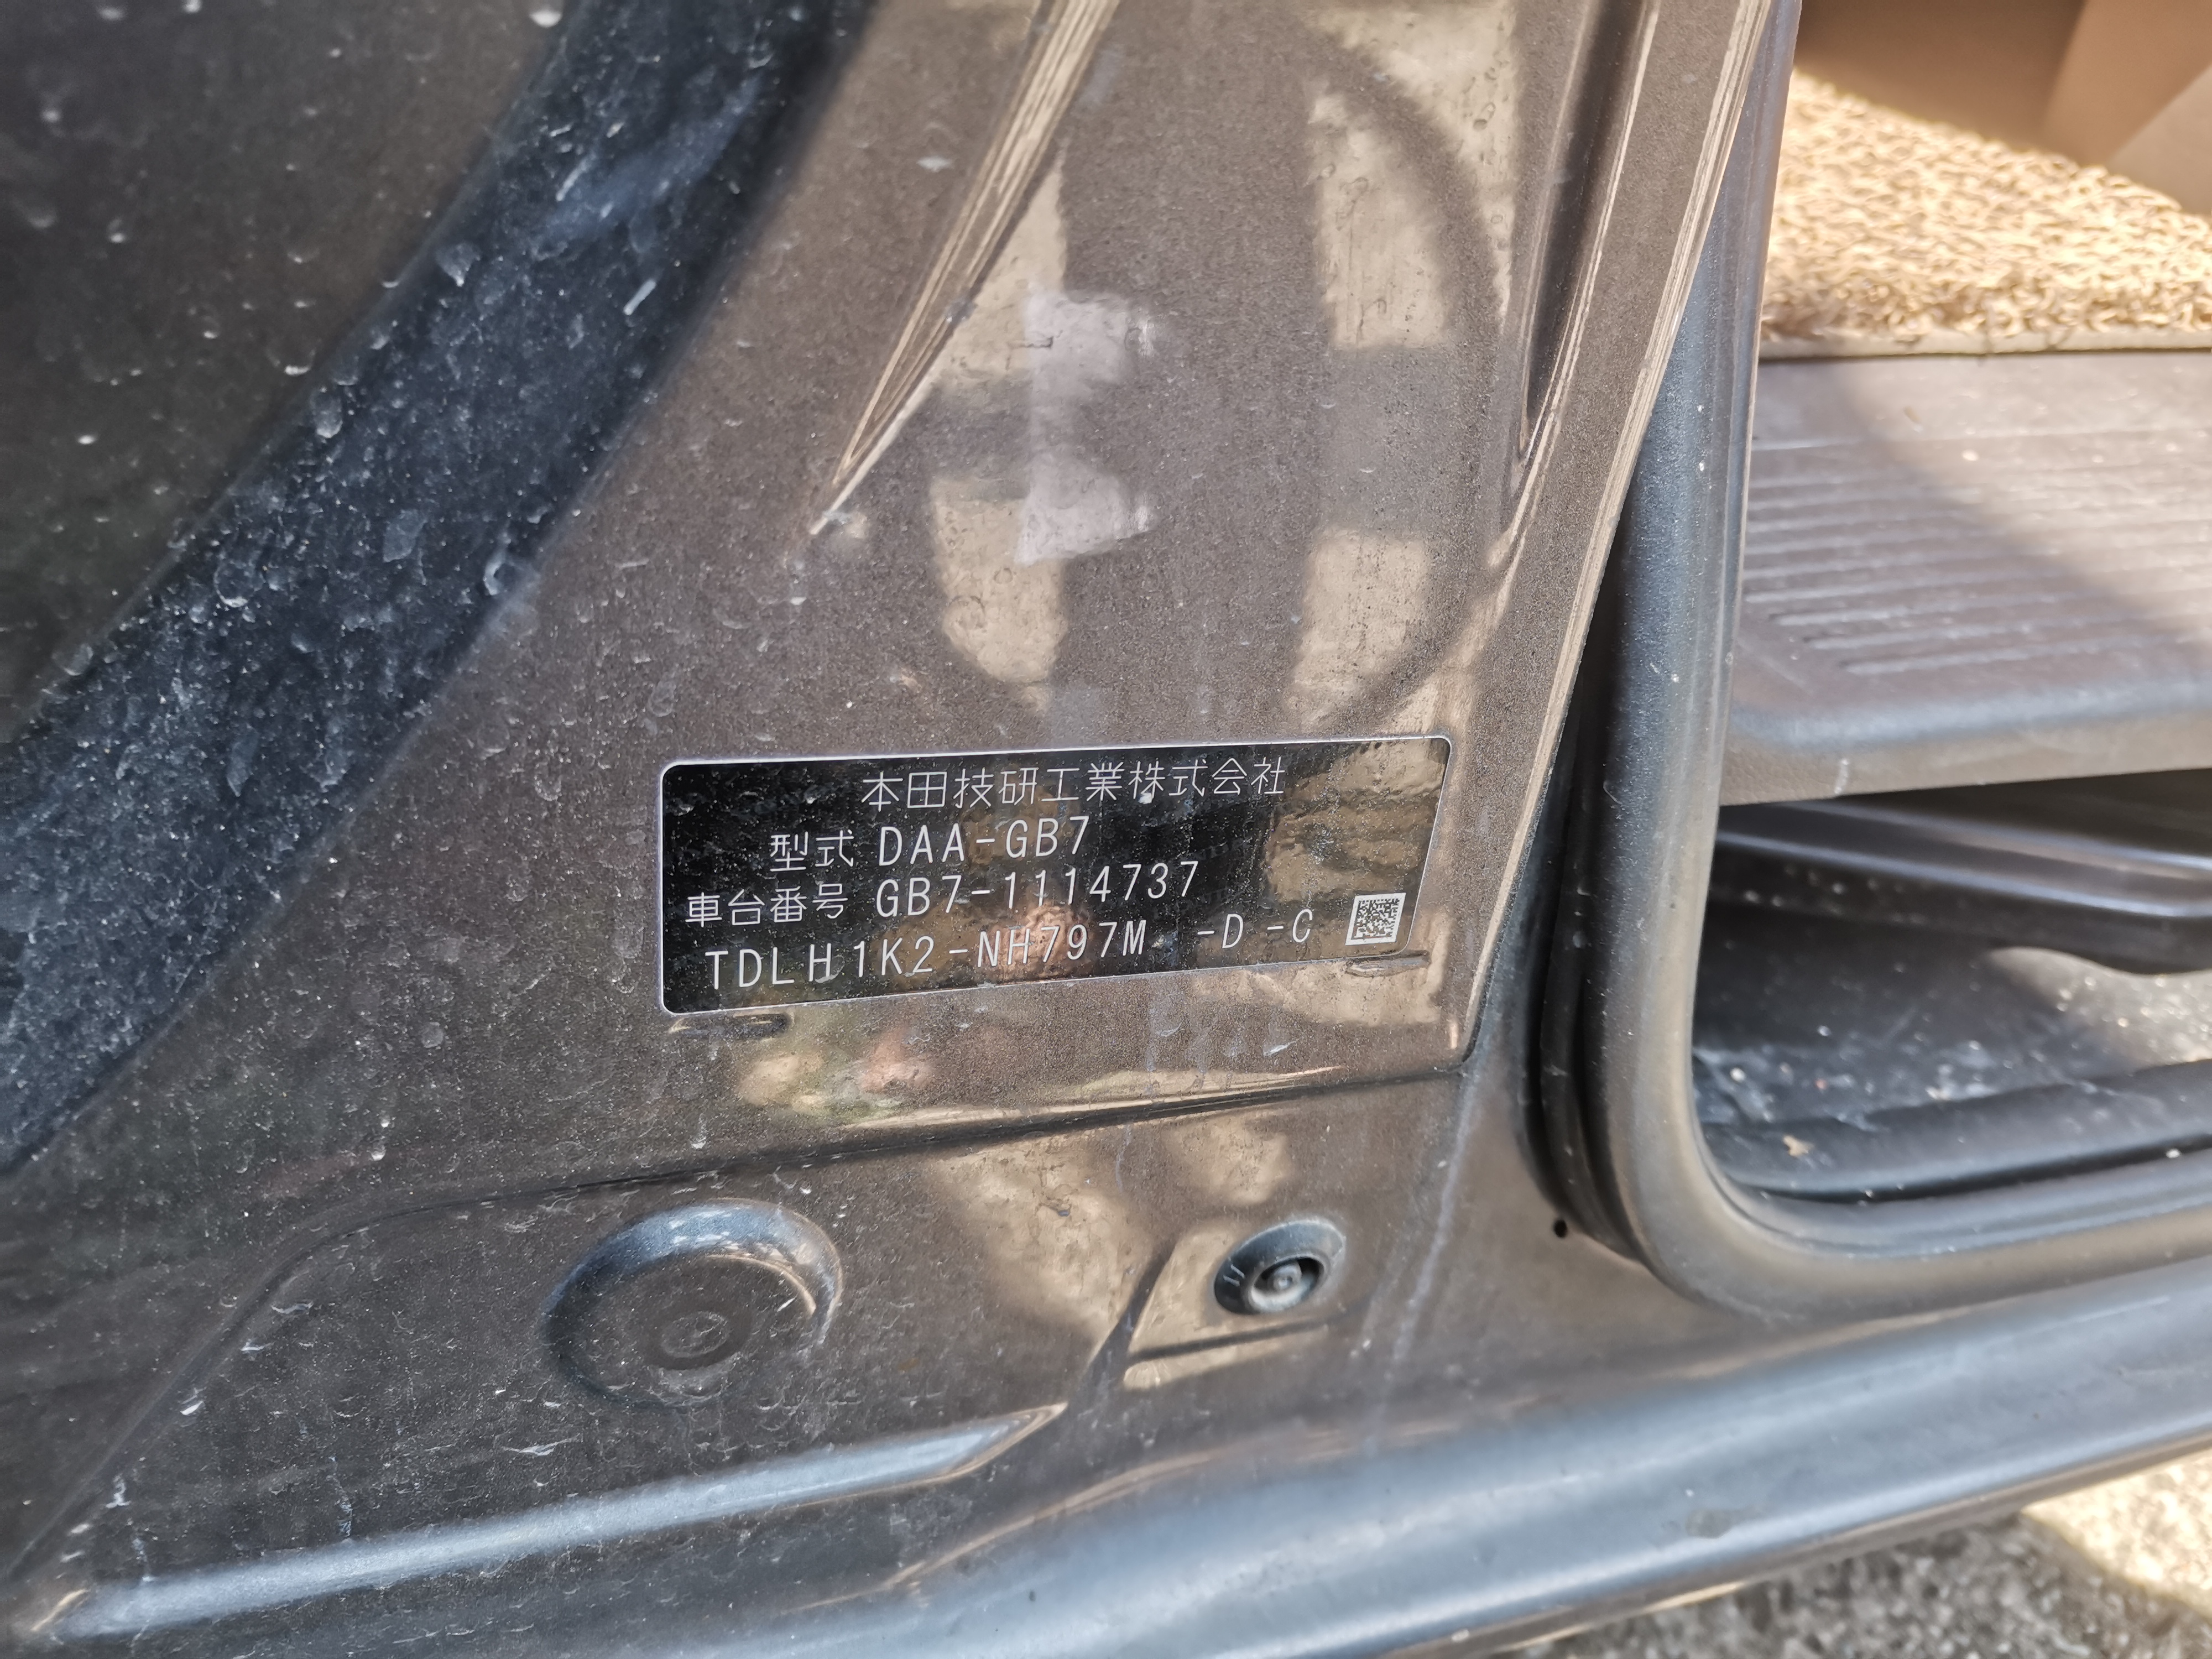 本田技研工業株式会社
型式 DAA-GB7
車台番号 GB7-1114737
TDLH1K2-NH797M -D -C